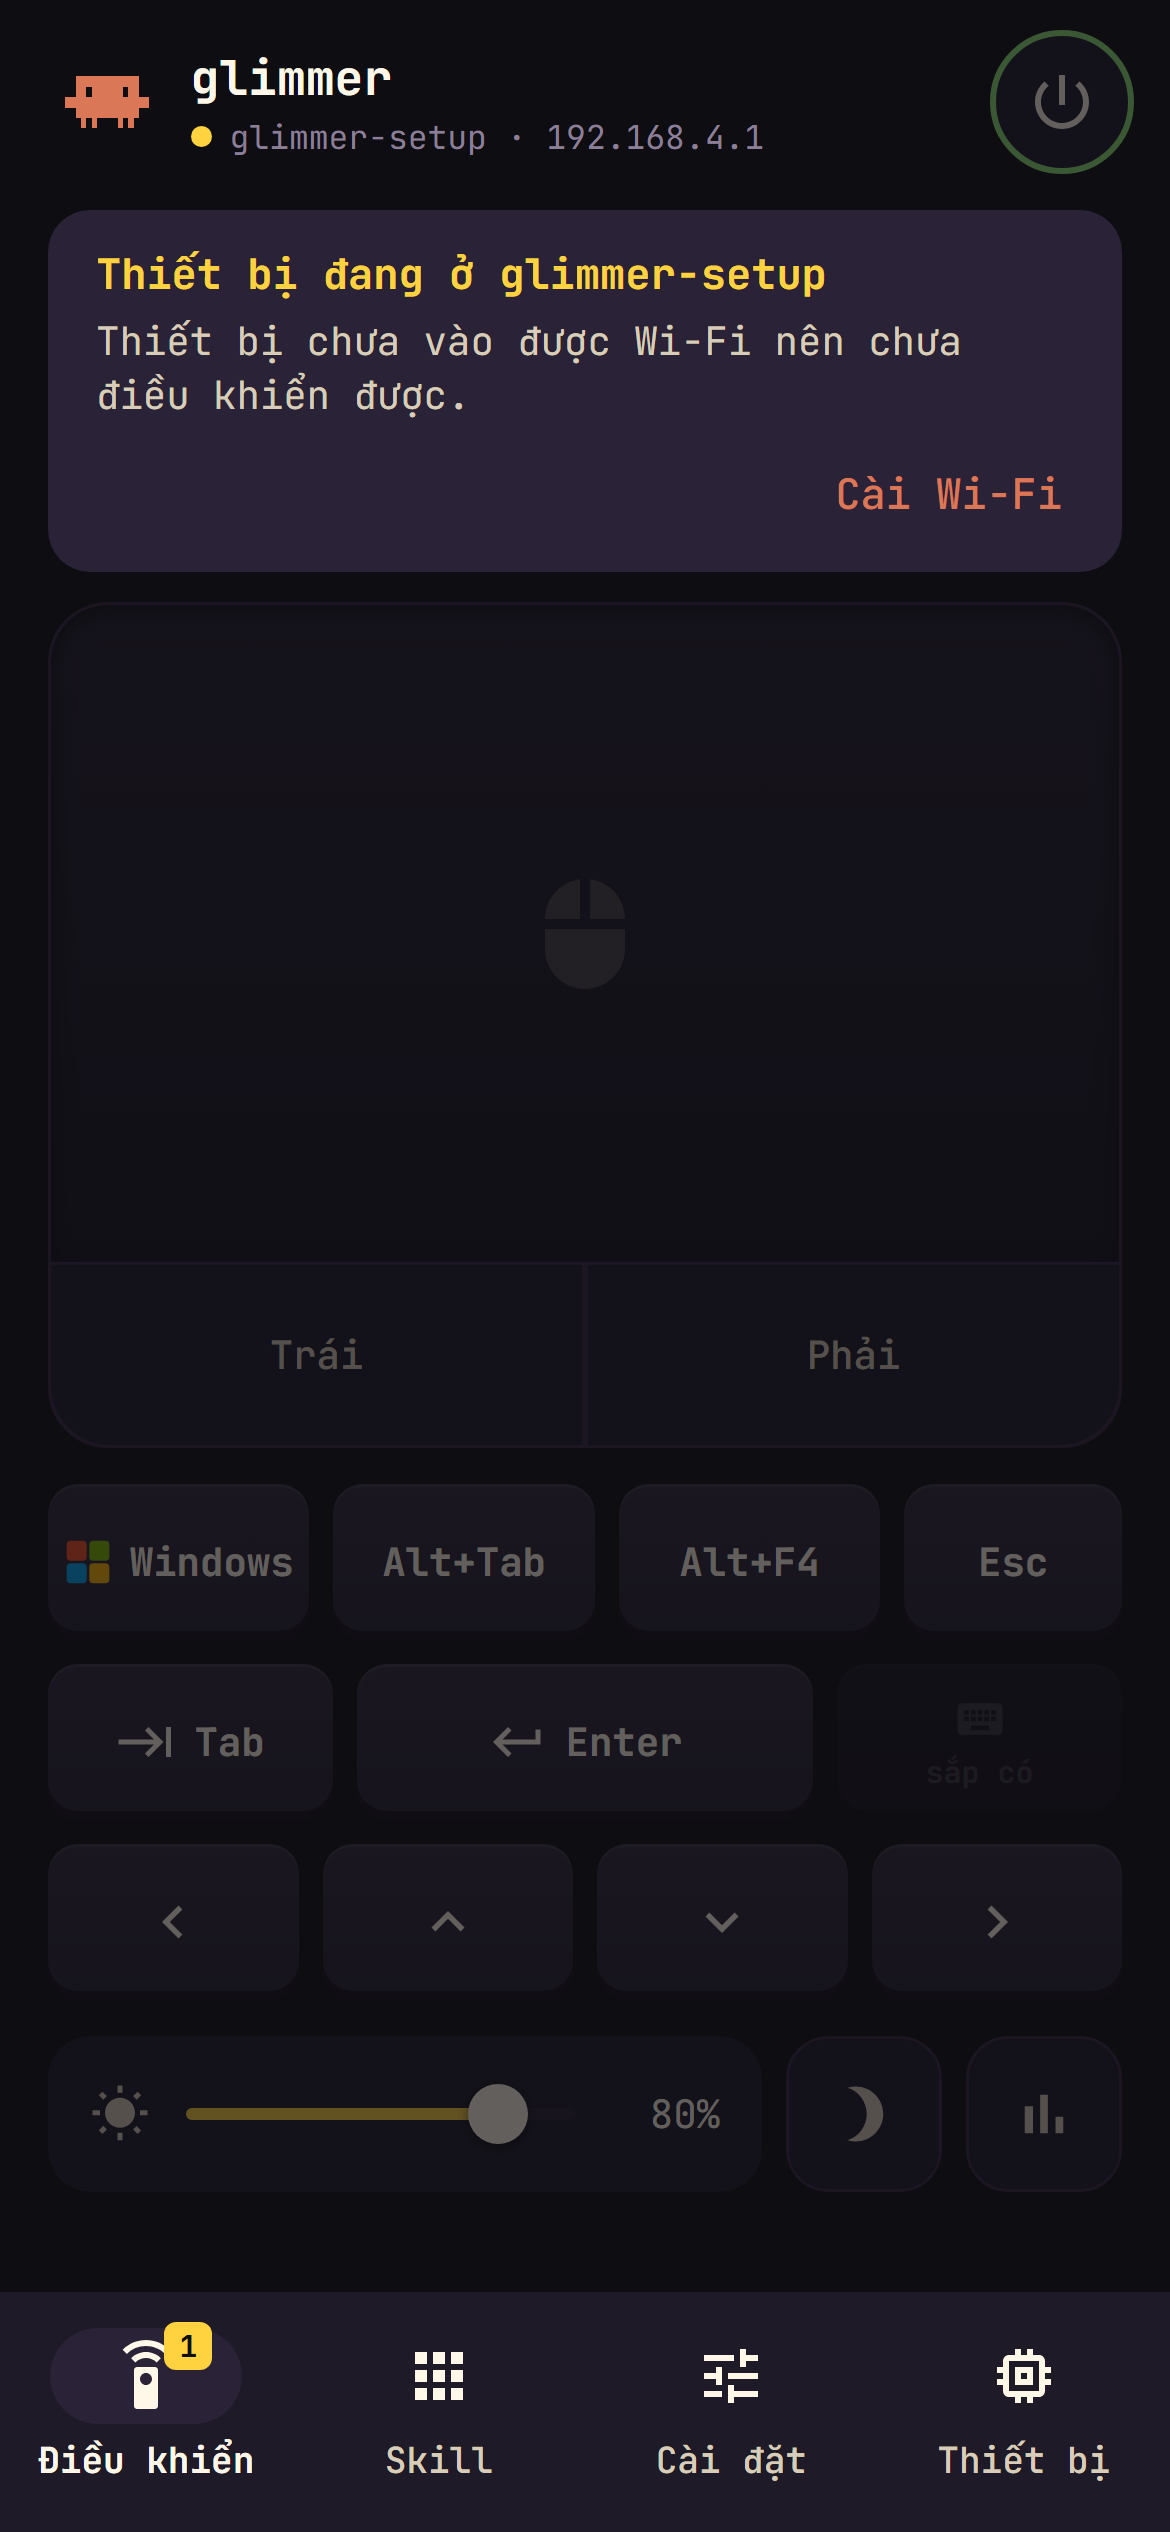 glimmer
glimmer-setup · 192.168.4.1
Thiết bị đang ở glimmer-setup
Thiết bị chưa vào được Wi-Fi nên chưa
điều khiển được.
Cài Wi-Fi
Trái Phải
Windows Alt+Tab Alt+F4 Esc
Tab Enter sắp có
80%
1
Điều khiển Skill Cài đặt Thiết bị